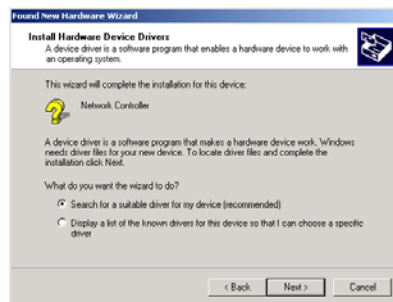 Found New Hardware Wizard
Install Hardware Device Drivers
A device driver is a software program that enables a hardware device to work with
an operating system.
This wizard will complete the installation for this device:
Network Controller
A device driver is a software program that makes a hardware device work. Windows
needs driver files for your new device. To locate driver files and complete the
installation click Next.
What do you want the wizard to do?
Search for a suitable driver for my device (recommended)
Display a list of the known drivers for this device so that I can choose a specific
driver
< Back Next > Cancel